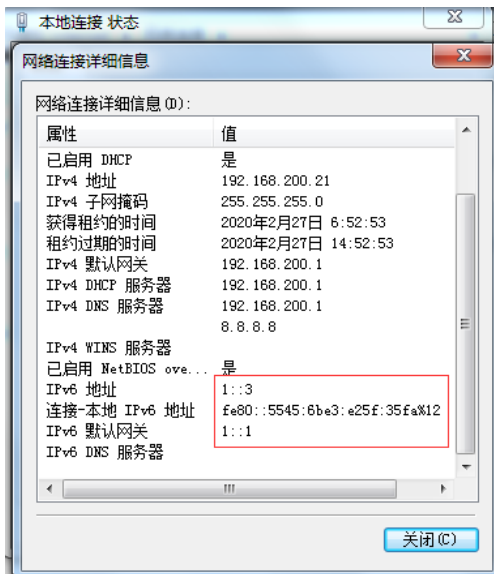 本地连接 状态
网络连接详细信息
网络连接详细信息(D):
属性 值
已启用 DHCP 是
IPv4 地址 192.168.200.21
IPv4 子网掩码 255.255.255.0
获得租约的时间 2020年2月27日 6:52:53
租约过期的时间 2020年2月27日 14:52:53
IPv4 默认网关 192.168.200.1
IPv4 DHCP 服务器 192.168.200.1
IPv4 DNS 服务器 192.168.200.1
8.8.8.8
IPv4 WINS 服务器
已启用 NetBIOS ove... 是
IPv6 地址 1::3
连接-本地 IPv6 地址 fe80::5545:6be3:e25f:35fa%12
IPv6 默认网关 1::1
IPv6 DNS 服务器
关闭(C)